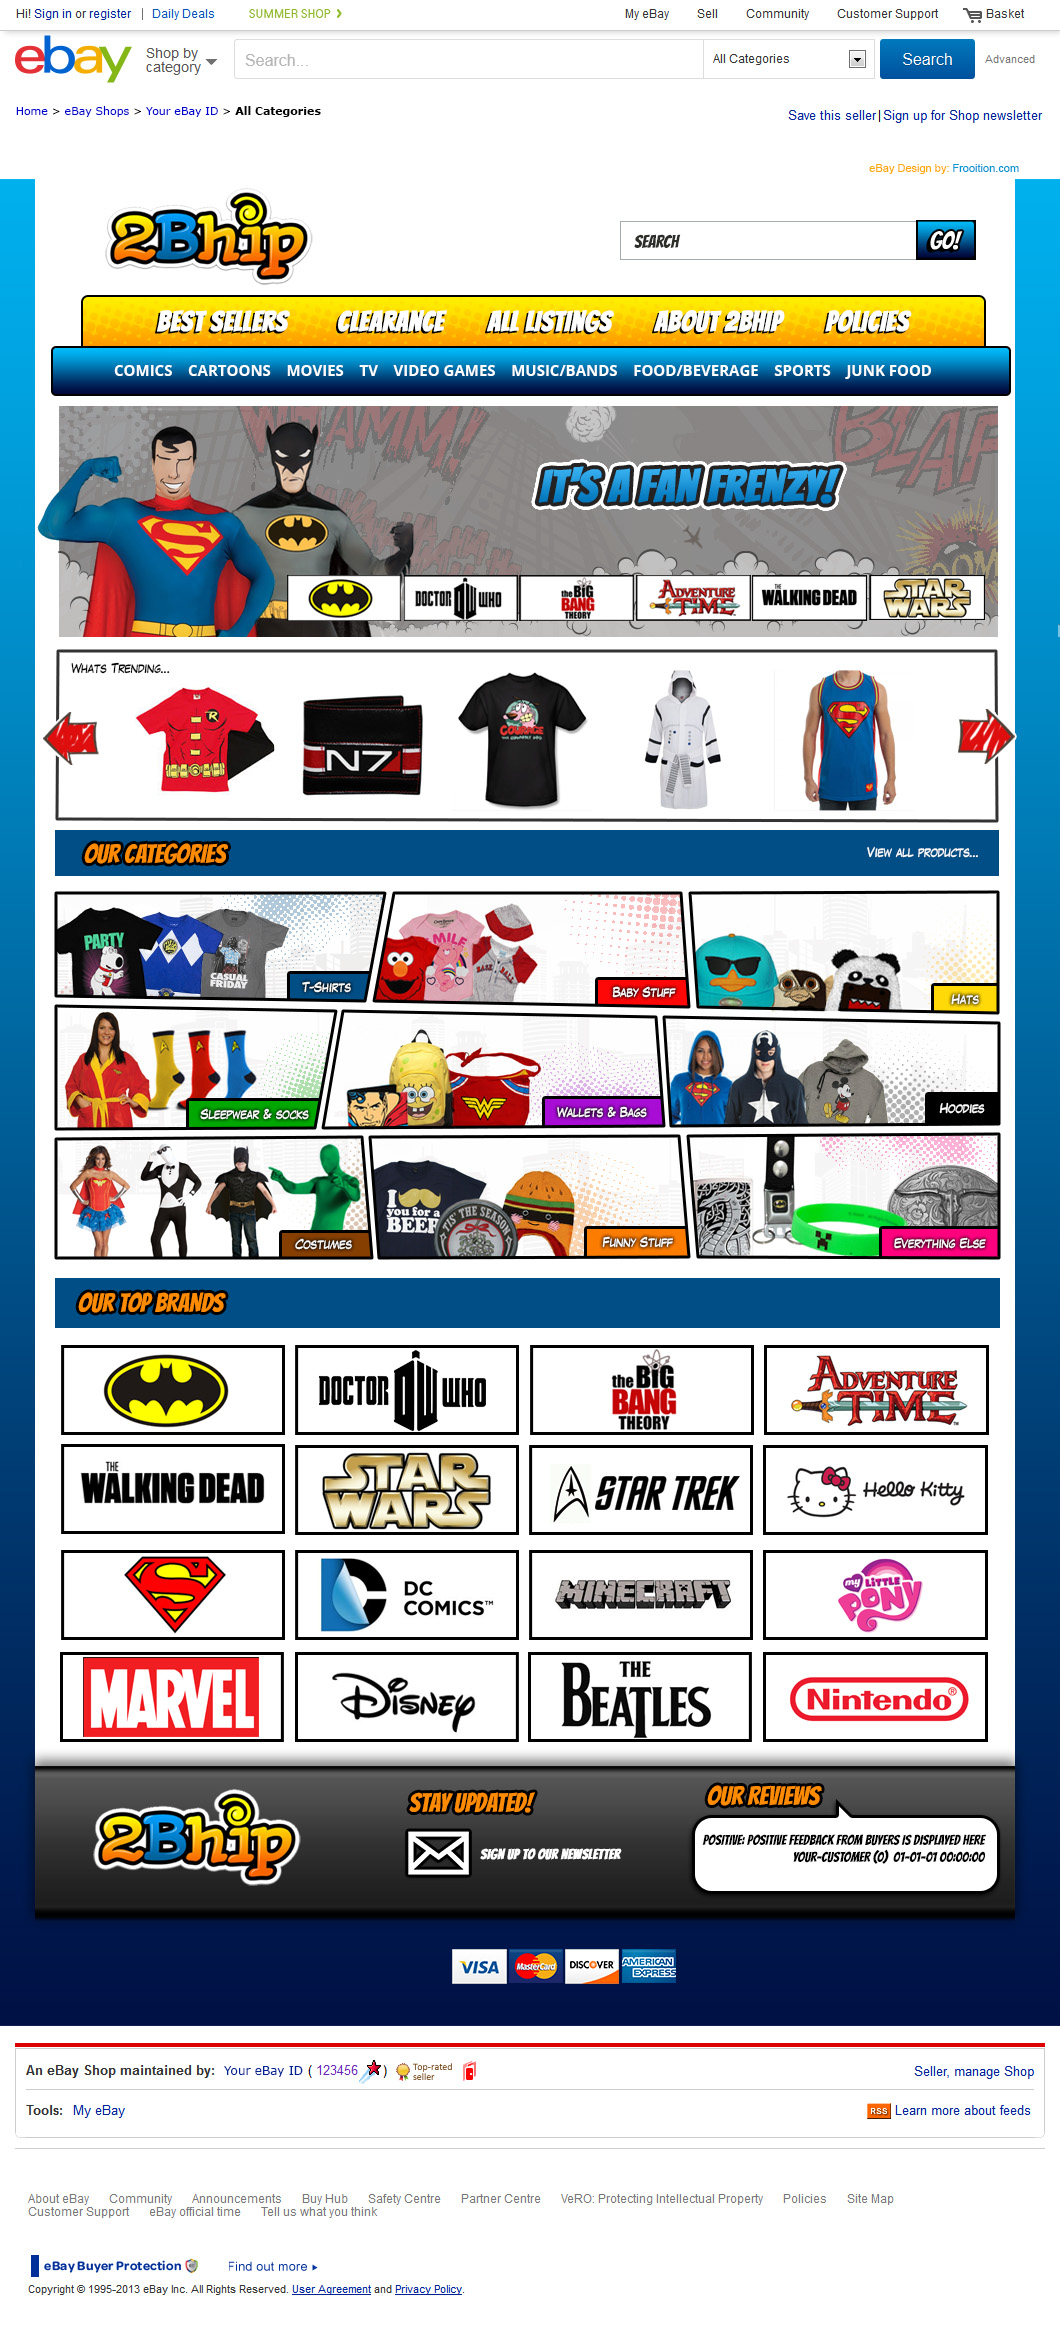 Hi! Sign in or register | Daily Deals SUMMER SHOP My eBay Sell Community Customer Support Basket
ebay Shop by category Search... All Categories Search Advanced
Home > eBay Shops > Your eBay ID > All Categories
Save this seller|Sign up for Shop newsletter
eBay Design by: Frooition.com
2Bhip
SEARCH GO!
BEST SELLERS CLEARANCE ALL LISTINGS ABOUT 2BHIP POLICIES
COMICS CARTOONS MOVIES TV VIDEO GAMES MUSIC/BANDS FOOD/BEVERAGE SPORTS JUNK FOOD
IT'S A FAN FRENZY!
DOCTOR DW WHO the BIG BANG THEORY ADVENTURE TIME THE WALKING DEAD STAR WARS
WHATS TRENDING...
R N7 COURAGE
OUR CATEGORIES VIEW ALL PRODUCTS...
PARTY
CASUAL FRIDAY
T-SHIRTS BABY STUFF HATS
SLEEPWEAR & SOCKS WALLETS & BAGS HOODIES
I you for a BEER
'TIS THE SEASON
COSTUMES FUNNY STUFF EVERYTHING ELSE
OUR TOP BRANDS
DOCTOR DW WHO the BIG BANG THEORY ADVENTURE TIME
THE WALKING DEAD STAR WARS STAR TREK Hello Kitty
DC COMICS™ MINECRAFT my LITTLE PONY
MARVEL Disney THE BEATLES Nintendo®
2Bhip
STAY UPDATED!
SIGN UP TO OUR NEWSLETTER
OUR REVIEWS
POSITIVE: POSITIVE FEEDBACK FROM BUYERS IS DISPLAYED HERE
YOUR-CUSTOMER (0) 01-01-01 00:00:00
VISA MasterCard DISCOVER AMERICAN EXPRESS
An eBay Shop maintained by: Your eBay ID ( 123456 ) Top-rated seller Seller, manage Shop
Tools: My eBay RSS Learn more about feeds
About eBay Community Announcements Buy Hub Safety Centre Partner Centre VeRO: Protecting Intellectual Property Policies Site Map
Customer Support eBay official time Tell us what you think
eBay Buyer Protection Find out more
Copyright © 1995-2013 eBay Inc. All Rights Reserved. User Agreement and Privacy Policy.